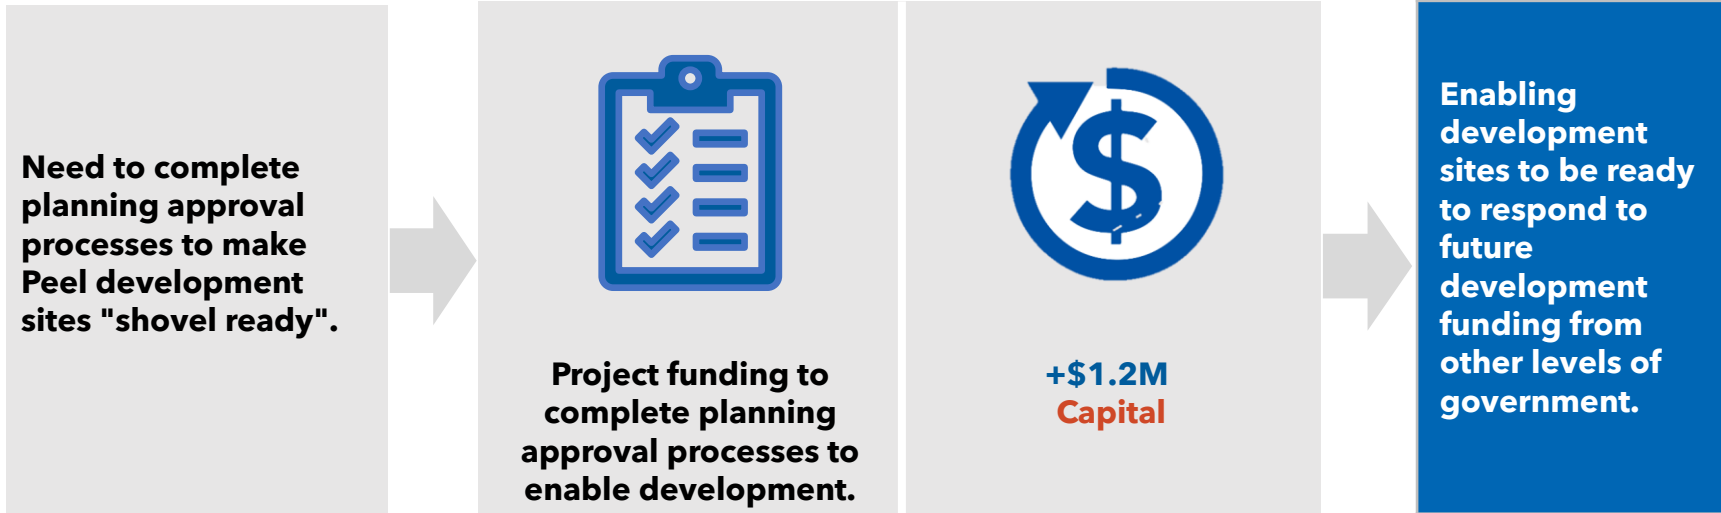 Need to complete
planning approval
processes to make
Peel development
sites "shovel ready".
Project funding to
complete planning
approval processes to
enable development.
$
+$1.2M
Capital
Enabling
development
sites to be ready
to respond to
future
development
funding from
other levels of
government.